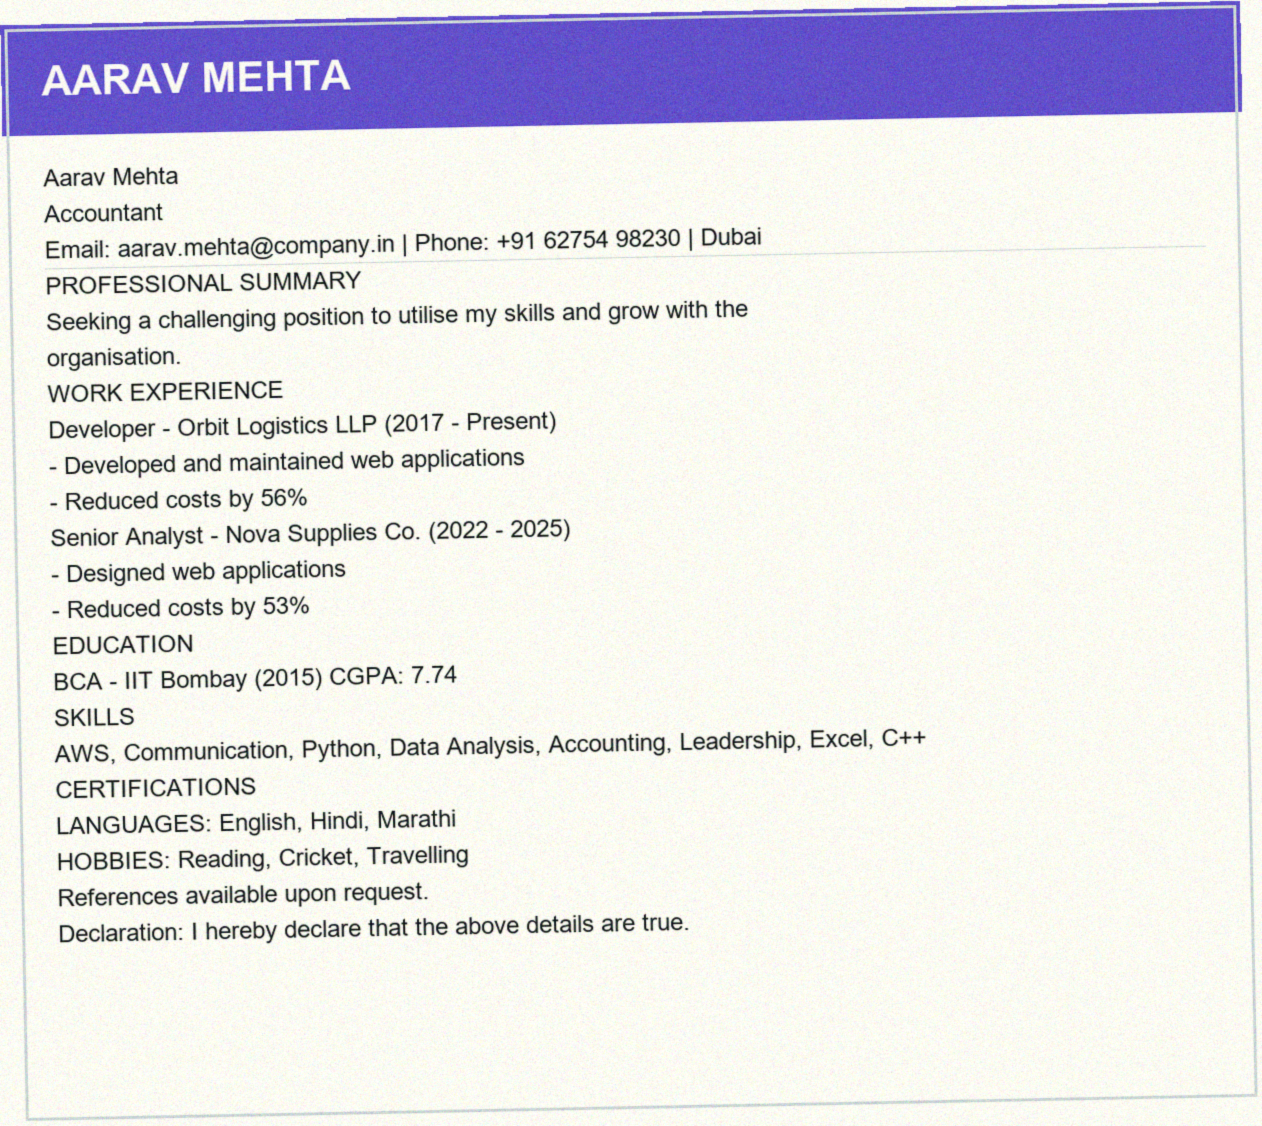 AARAV MEHTA
Aarav Mehta
Accountant
Email: aarav.mehta@company.in | Phone: +91 62754 98230 | Dubai
PROFESSIONAL SUMMARY
Seeking a challenging position to utilise my skills and grow with the
organisation.
WORK EXPERIENCE
Developer - Orbit Logistics LLP (2017 - Present)
- Developed and maintained web applications
- Reduced costs by 56%
Senior Analyst - Nova Supplies Co. (2022 - 2025)
- Designed web applications
- Reduced costs by 53%
EDUCATION
BCA - IIT Bombay (2015) CGPA: 7.74
SKILLS
AWS, Communication, Python, Data Analysis, Accounting, Leadership, Excel, C++
CERTIFICATIONS
LANGUAGES: English, Hindi, Marathi
HOBBIES: Reading, Cricket, Travelling
References available upon request.
Declaration: I hereby declare that the above details are true.